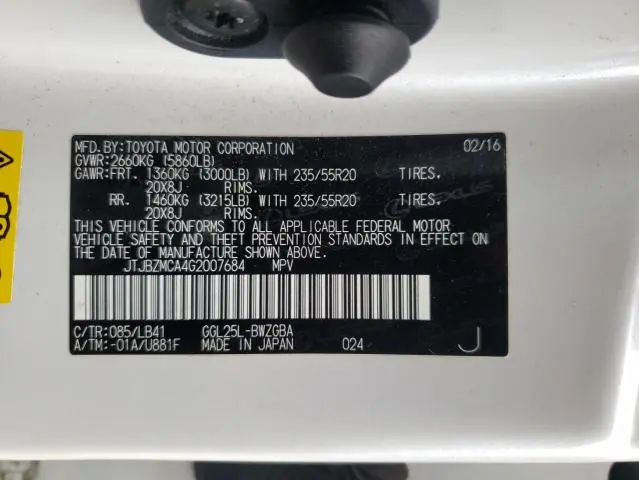 MFD.BY:TOYOTA MOTOR CORPORATION 02/16
GVWR:2660KG (5860LB)
GAWR:FRT. 1360KG (3000LB) WITH 235/55R20 TIRES.
20X8J RIMS.
RR. 1460KG (3215LB) WITH 235/55R20 TIRES.
20X8J RIMS.
THIS VEHICLE CONFORMS TO ALL APPLICABLE FEDERAL MOTOR
VEHICLE SAFETY AND THEFT PREVENTION STANDARDS IN EFFECT ON
THE DATE OF MANUFACTURE SHOWN ABOVE.
JTJBZMCA4G2007684 MPV
C/TR:085/LB41 GGL25L-BWZGBA
A/TM:-01A/U881F MADE IN JAPAN 024 J
LEXUS